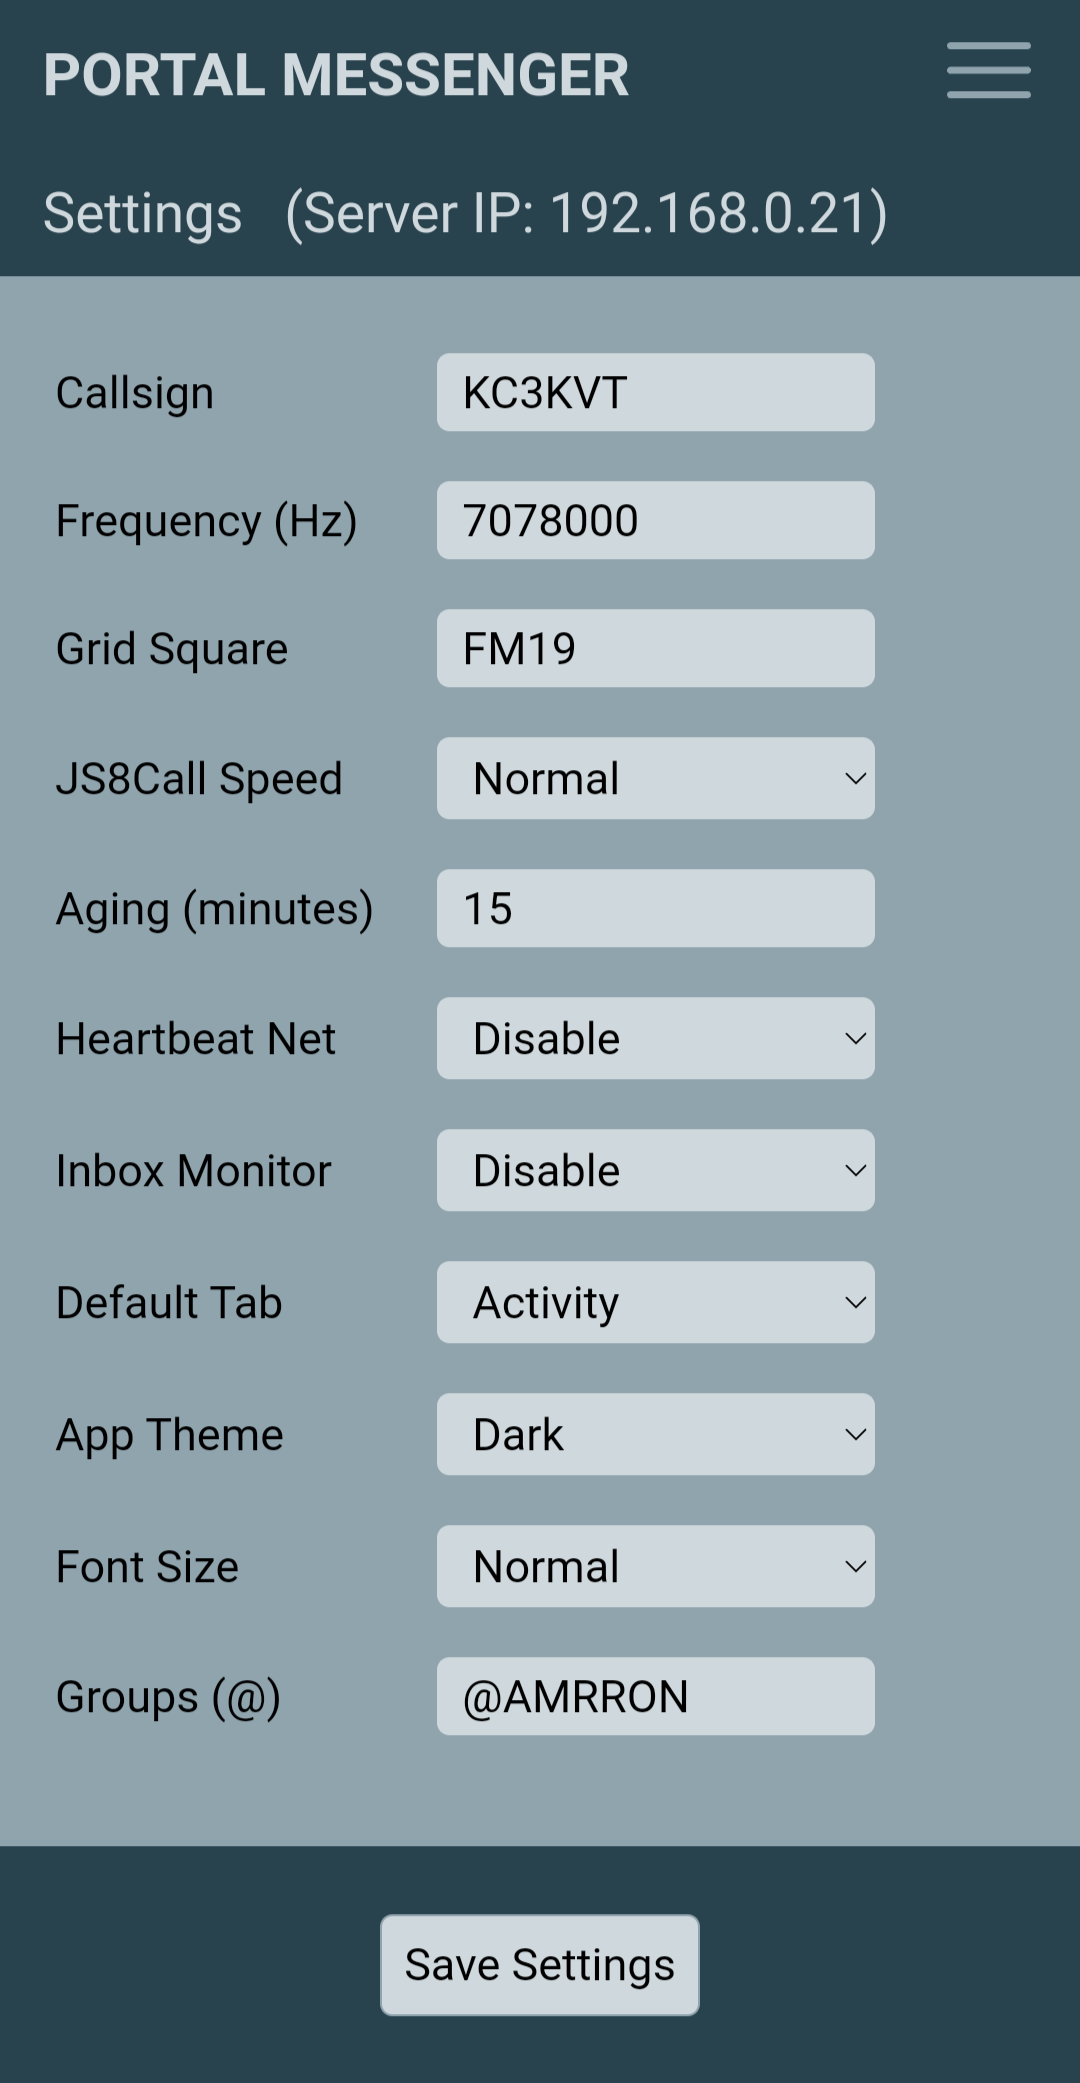 PORTAL MESSENGER
Settings (Server IP: 192.168.0.21)
Callsign KC3KVT
Frequency (Hz) 7078000
Grid Square FM19
JS8Call Speed Normal
Aging (minutes) 15
Heartbeat Net Disable
Inbox Monitor Disable
Default Tab Activity
App Theme Dark
Font Size Normal
Groups (@) @AMRRON
Save Settings